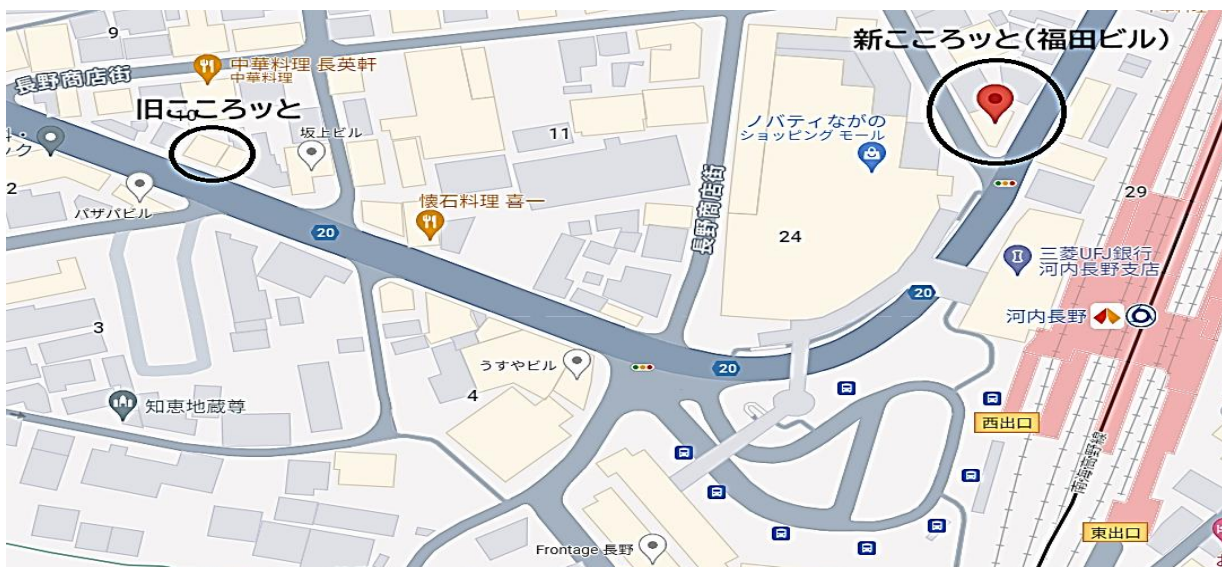 9
新こころッと(福田ビル)
中華料理 長英軒
中華料理
長野商店街
旧こころッと
10
坂上ビル
11
ノバティながの
ショッピング モール
ック
2
パザパビル
懐石料理 喜一
長野商店街
29
20
24
三菱UFJ銀行
河内長野支店
20
河内長野
3
うすやビル
20
4
知恵地蔵尊
西出口
南海高野線
東出口
Frontage 長野